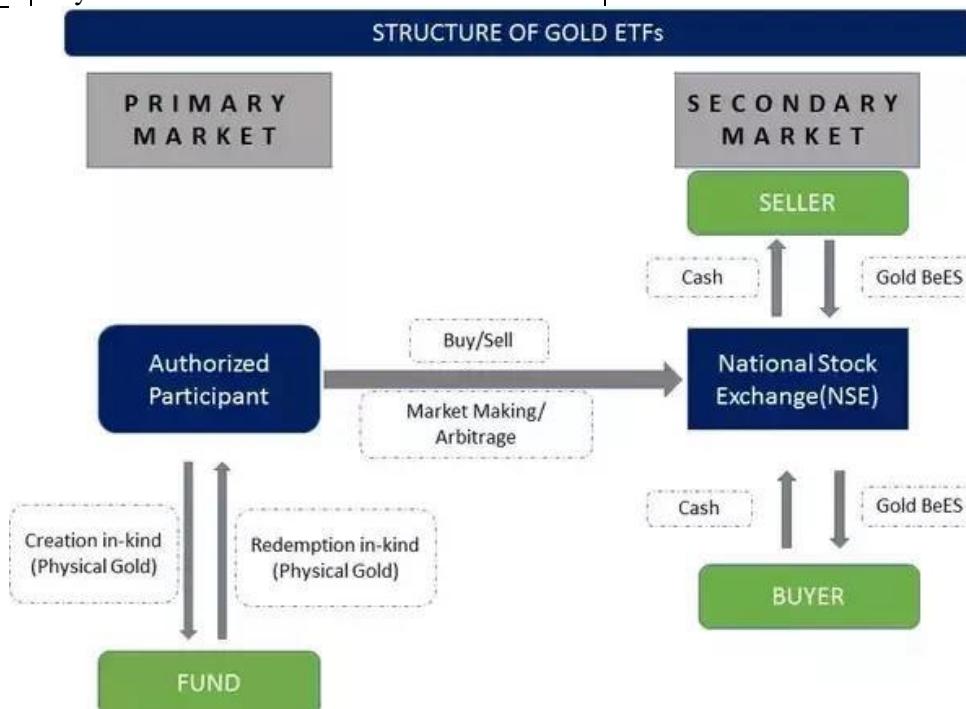 STRUCTURE OF GOLD ETFs
PRIMARY
MARKET
SECONDARY
MARKET
SELLER
Cash
Gold BeES
Buy/Sell
Authorized
Participant
National Stock
Exchange(NSE)
Market Making/
Arbitrage
Cash
Gold BeES
Creation in-kind
(Physical Gold)
Redemption in-kind
(Physical Gold)
BUYER
FUND